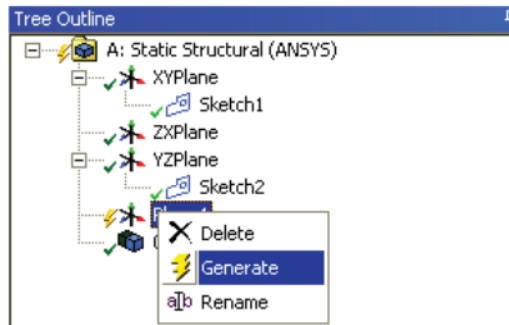 Tree Outline
A: Static Structural (ANSYS)
XYPlane
Sketch1
ZXPlane
YZPlane
Sketch2
Delete
Generate
Rename